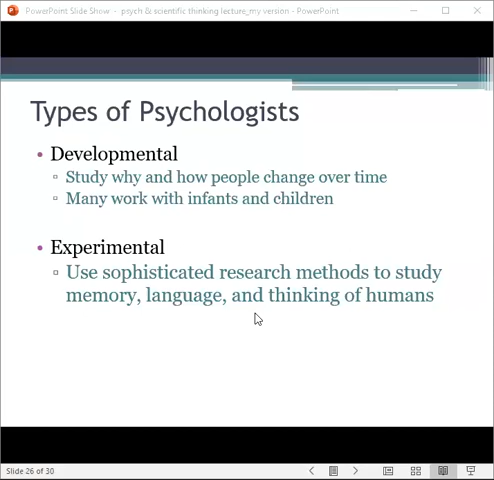 PowerPoint Slide Show - psych & scientific thinking lecture_my version - PowerPoint
Types of Psychologists
• Developmental
▫ Study why and how people change over time
▫ Many work with infants and children
• Experimental
▫ Use sophisticated research methods to study
memory, language, and thinking of humans
Slide 26 of 30